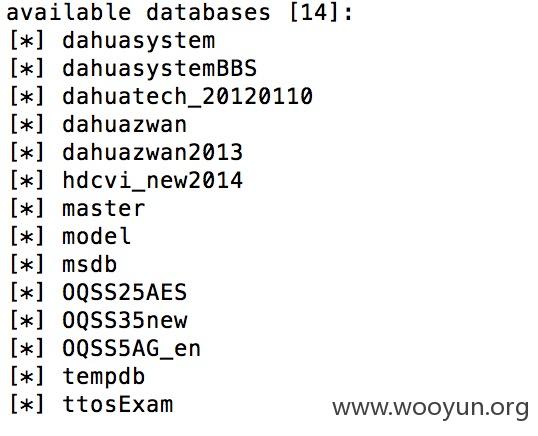 available databases [14]:
[*] dahuasystem
[*] dahuasystemBBS
[*] dahuatech_20120110
[*] dahuazwan
[*] dahuazwan2013
[*] hdcvi_new2014
[*] master
[*] model
[*] msdb
[*] OQSS25AES
[*] OQSS35new
[*] OQSS5AG_en
[*] tempdb
[*] ttosExam
www.wooyun.org